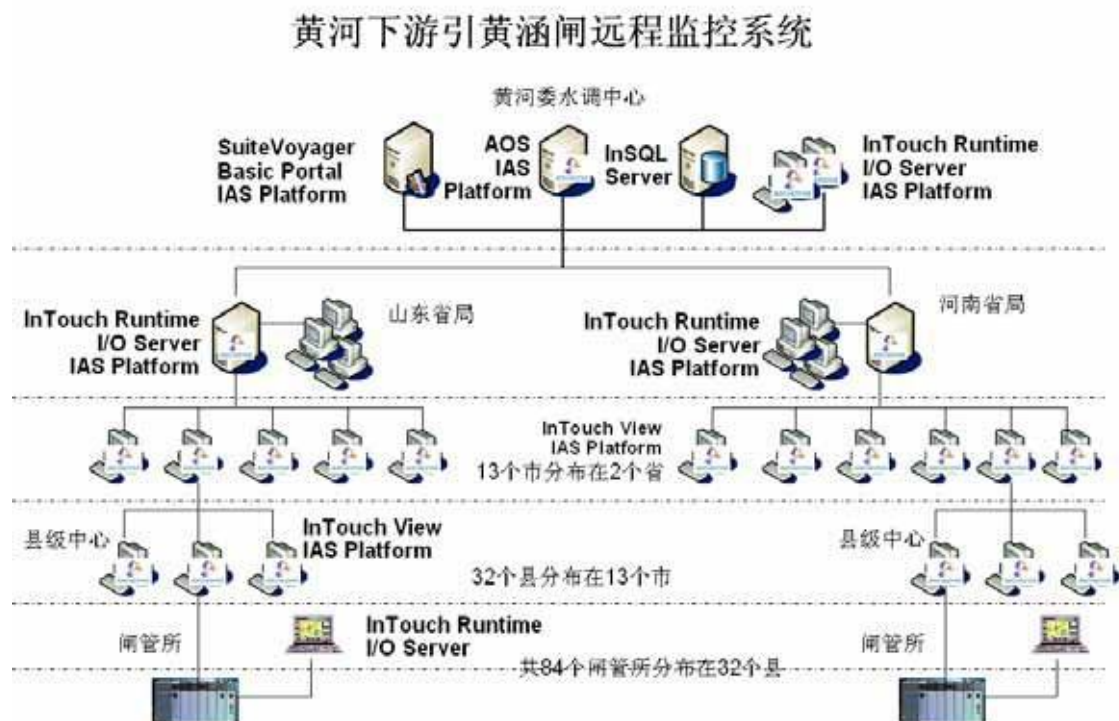 黄河下游引黄涵闸远程监控系统
黄河委水调中心
SuiteVoyager
Basic Portal
IAS Platform
AOS
IAS
Platform
InSQL
Server
InTouch Runtime
I/O Server
IAS Platform
InTouch Runtime
I/O Server
IAS Platform
山东省局
InTouch Runtime
I/O Server
IAS Platform
河南省局
InTouch View
IAS Platform
13个市分布在2个省
县级中心
InTouch View
IAS Platform
县级中心
32个县分布在13个市
闸管所
InTouch Runtime
I/O Server
闸管所
共84个闸管所分布在32个县